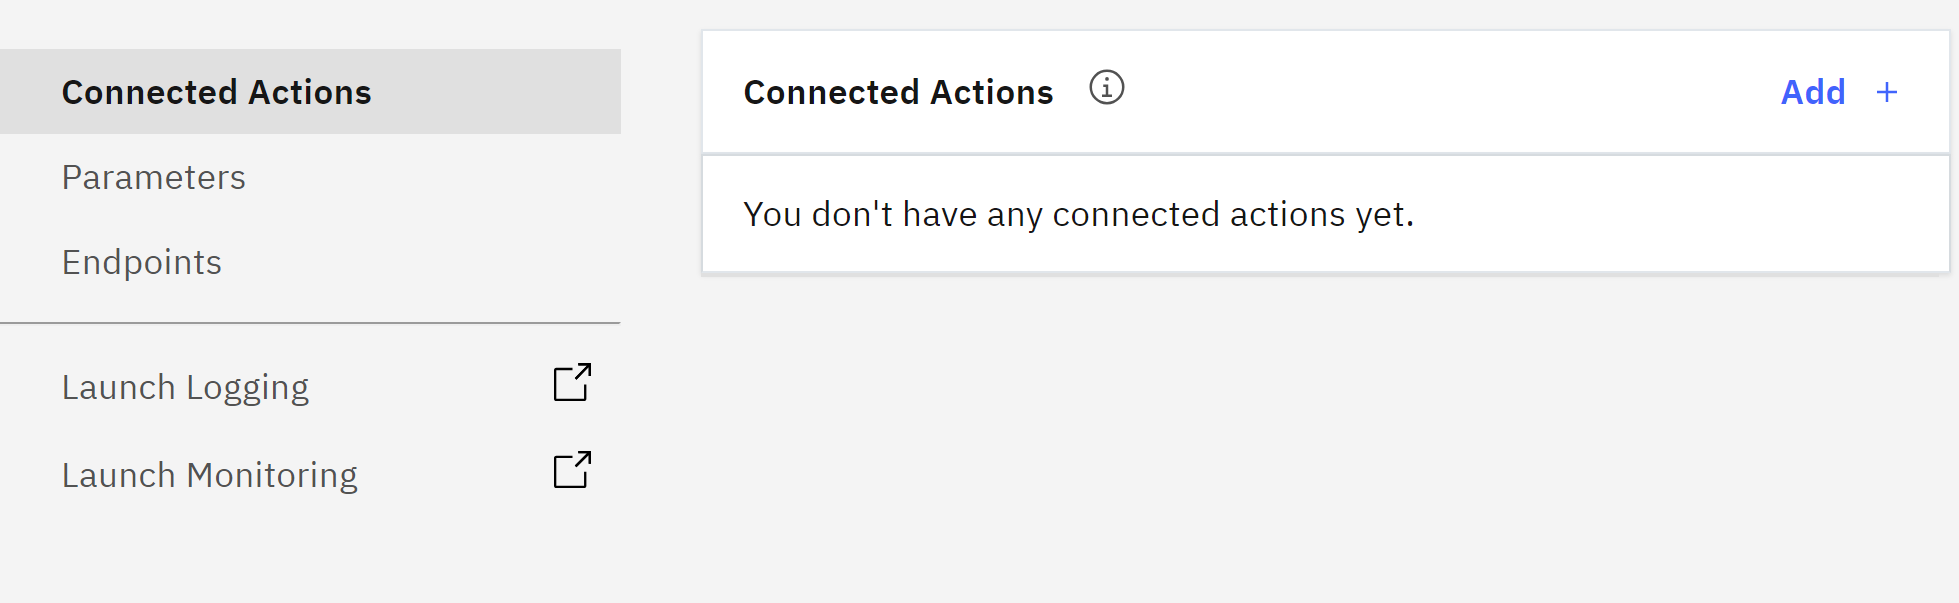 Connected Actions
Parameters
Endpoints
Launch Logging
Launch Monitoring
Connected Actions
Add +
You don't have any connected actions yet.